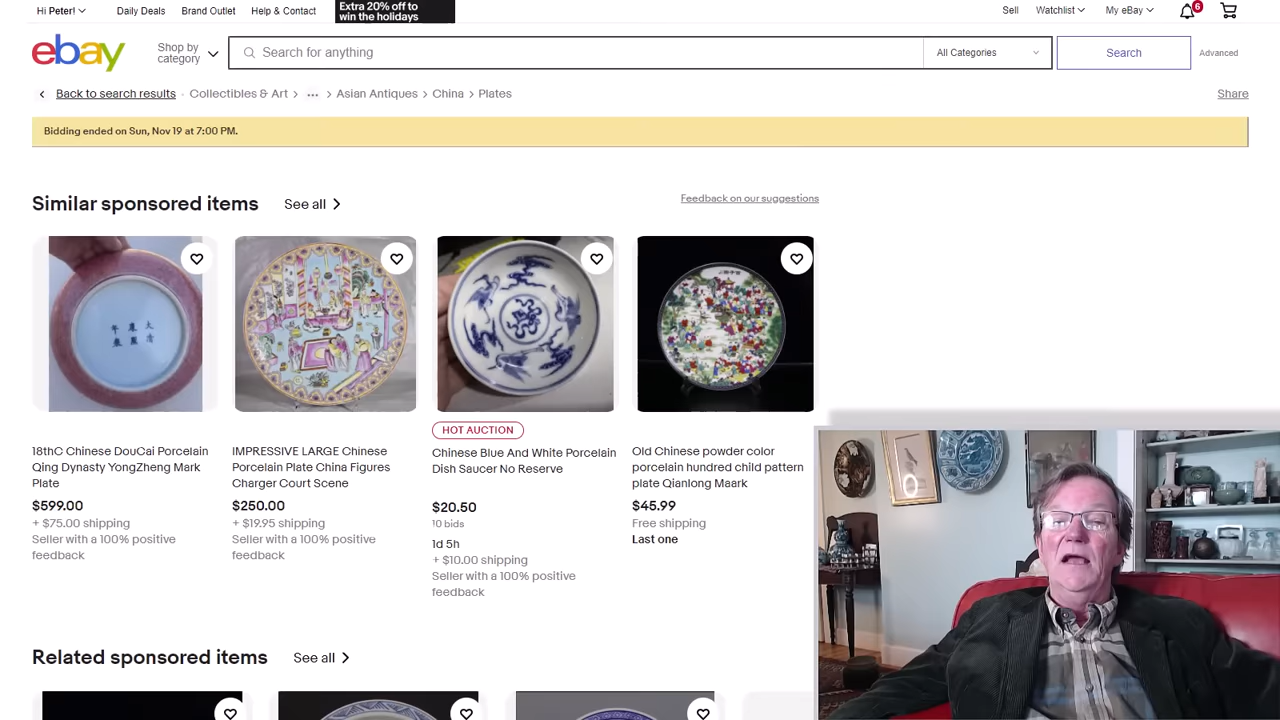 Hi Peter!
Daily Deals
Brand Outlet
Help & Contact
Extra 20% off to
win the holidays
Sell
Watchlist
My eBay
6
ebay
Shop by
category
Search for anything
All Categories
Search
Advanced
Back to search results
Collectibles & Art
...
Asian Antiques
China
Plates
Share
Bidding ended on Sun, Nov 19 at 7:00 PM.
Similar sponsored items
See all
Feedback on our suggestions
18thC Chinese DouCai Porcelain
Qing Dynasty YongZheng Mark
Plate
$599.00
+ $75.00 shipping
Seller with a 100% positive
feedback
IMPRESSIVE LARGE Chinese
Porcelain Plate China Figures
Charger Court Scene
$250.00
+ $19.95 shipping
Seller with a 100% positive
feedback
HOT AUCTION
Chinese Blue And White Porcelain
Dish Saucer No Reserve
$20.50
10 bids
1d 5h
+ $10.00 shipping
Seller with a 100% positive
feedback
Old Chinese powder color
porcelain hundred child pattern
plate Qianlong Maark
$45.99
Free shipping
Last one
Related sponsored items
See all